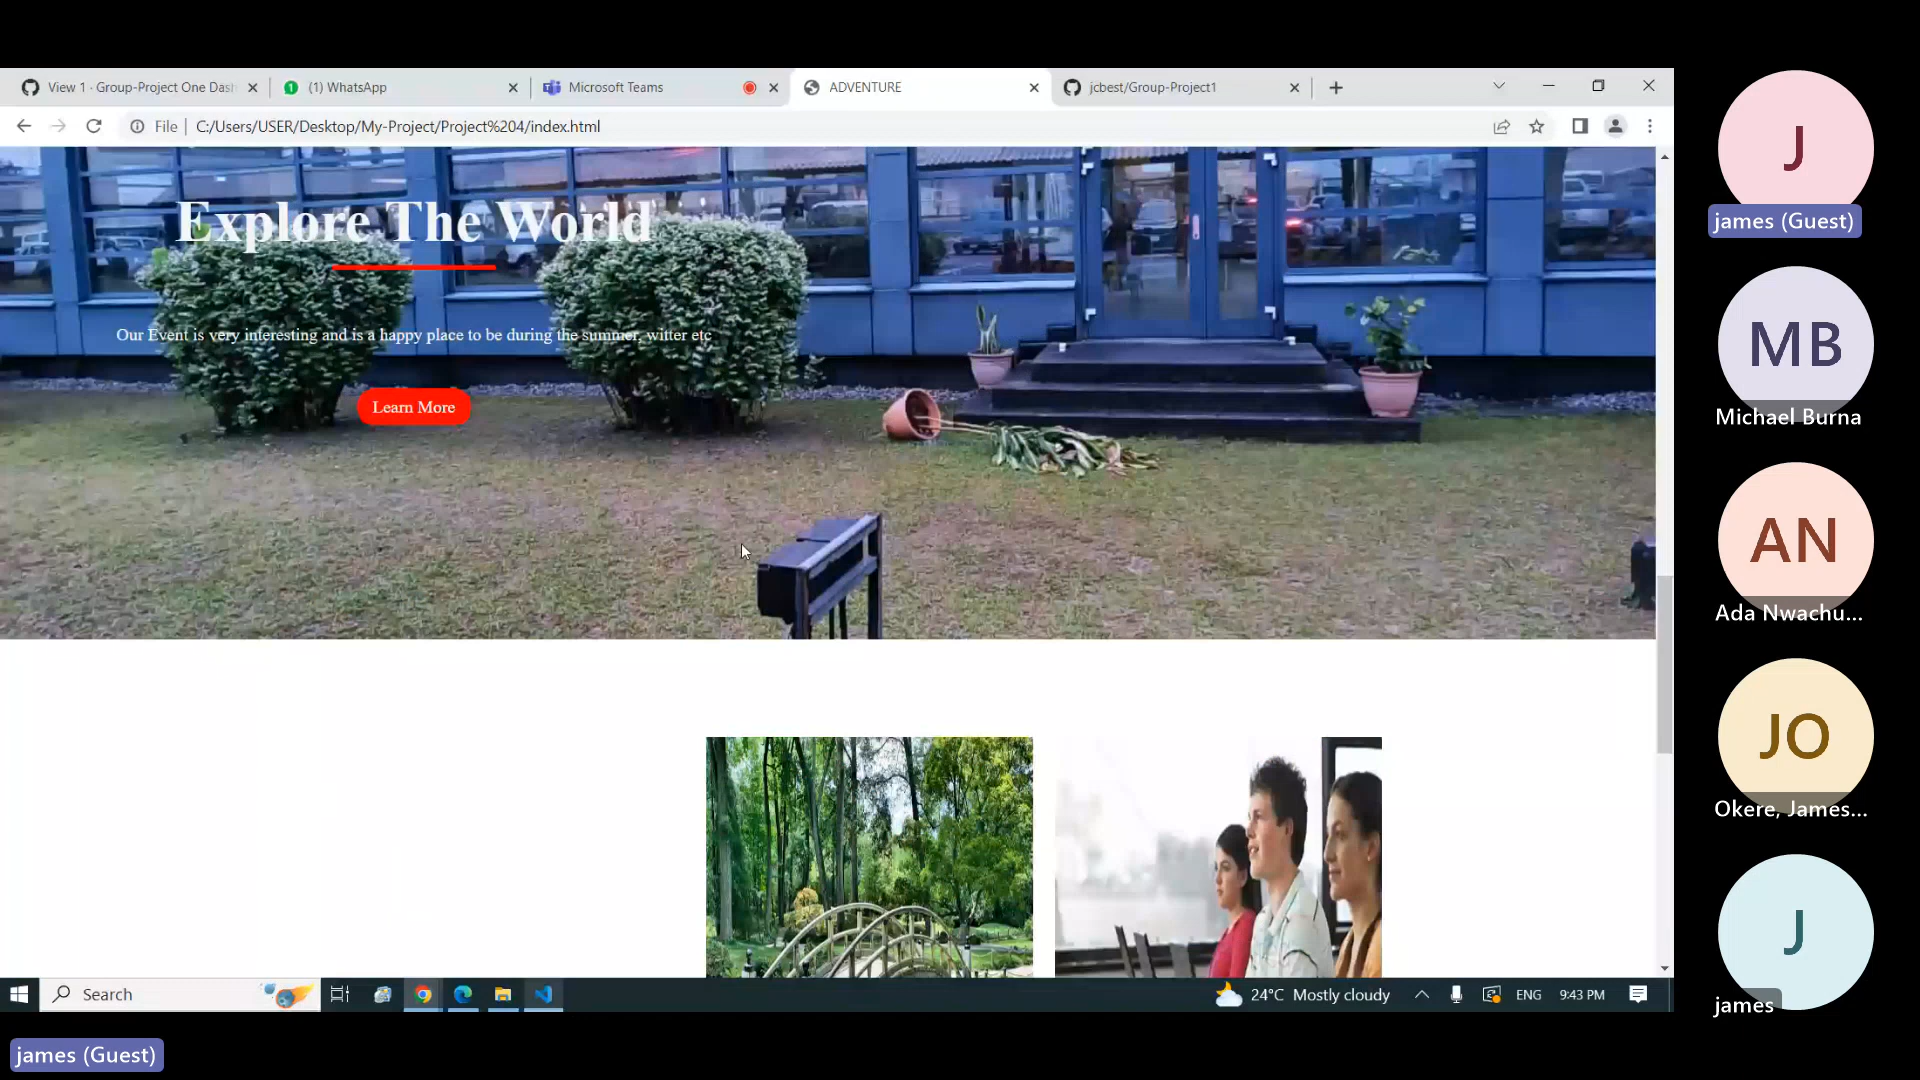 View 1 · Group-Project One Das
1
(1) WhatsApp
Microsoft Teams
ADVENTURE
jcbest/Group-Project1
File
C:/Users/USER/Desktop/My-Project/Project%204/index.html
Explore The World
Our Event is very interesting and is a happy place to be during the summer, witter etc
Learn More
Search
24°C Mostly cloudy
ENG
9:43 PM
J
james (Guest)
MB
Michael Burna
AN
Ada Nwachu...
JO
Okere, James...
J
james
james (Guest)